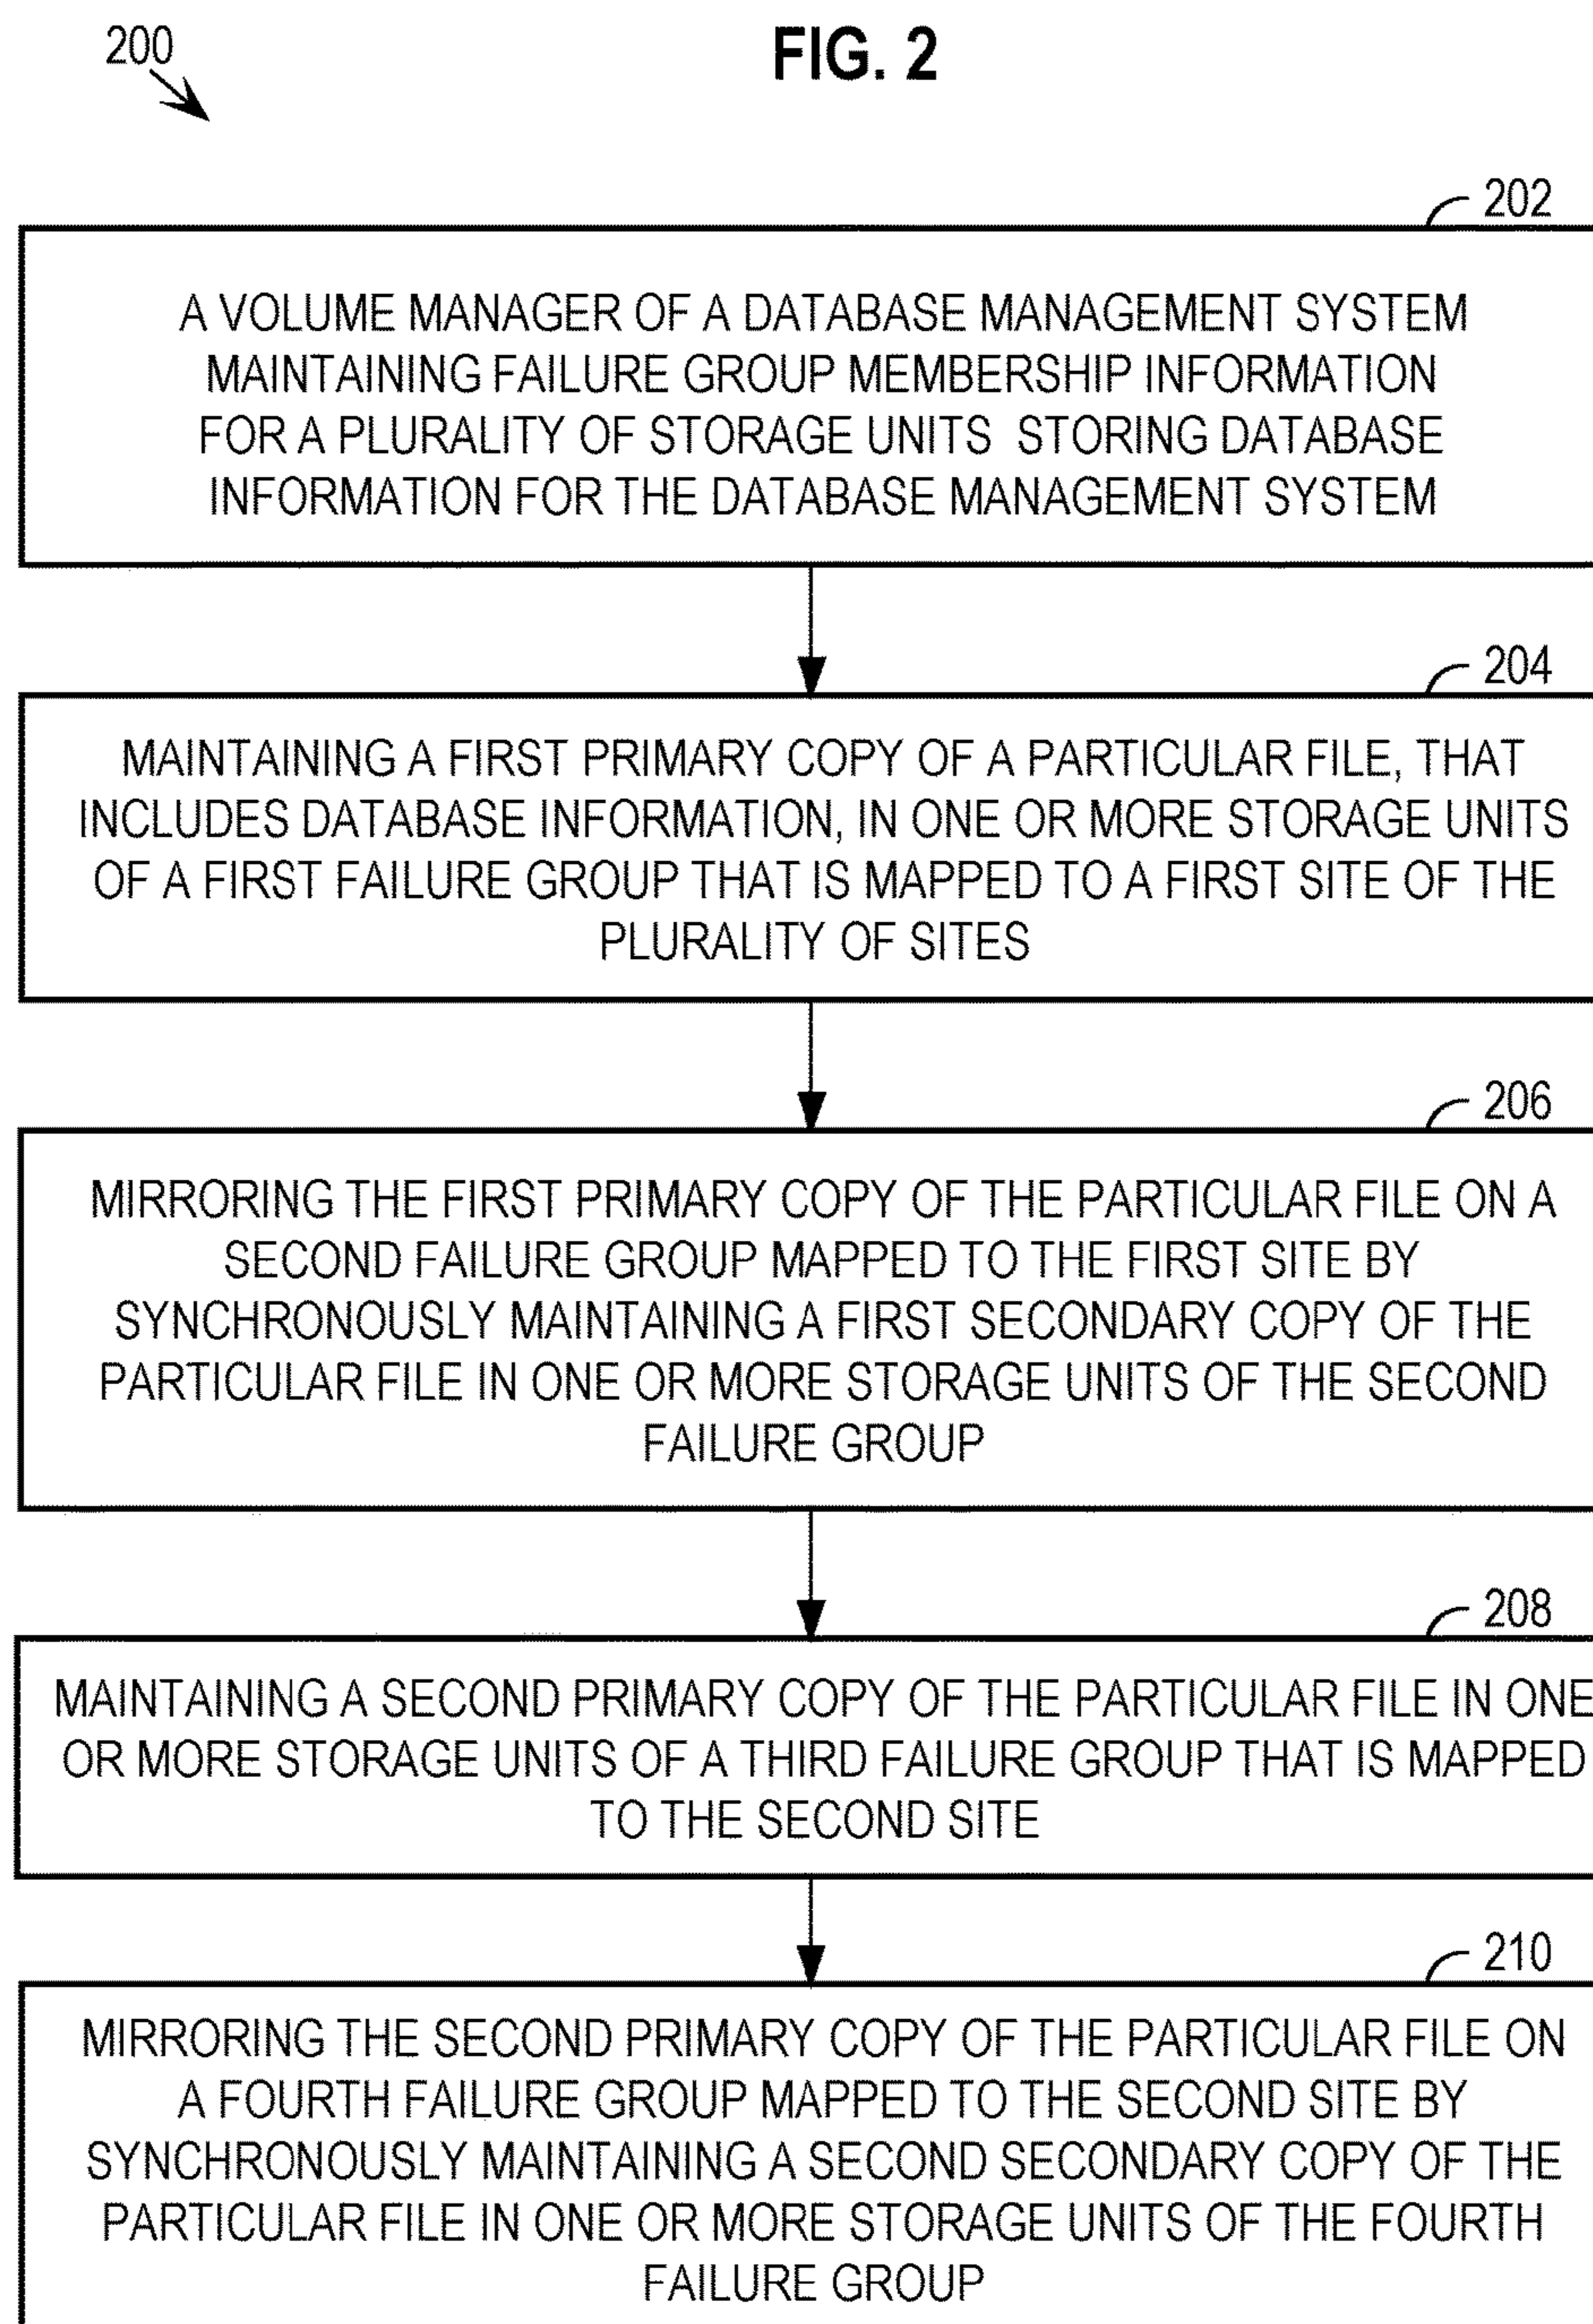 200
FIG. 2
202
A VOLUME MANAGER OF A DATABASE MANAGEMENT SYSTEM
MAINTAINING FAILURE GROUP MEMBERSHIP INFORMATION
FOR A PLURALITY OF STORAGE UNITS STORING DATABASE
INFORMATION FOR THE DATABASE MANAGEMENT SYSTEM
204
MAINTAINING A FIRST PRIMARY COPY OF A PARTICULAR FILE, THAT
INCLUDES DATABASE INFORMATION, IN ONE OR MORE STORAGE UNITS
OF A FIRST FAILURE GROUP THAT IS MAPPED TO A FIRST SITE OF THE
PLURALITY OF SITES
206
MIRRORING THE FIRST PRIMARY COPY OF THE PARTICULAR FILE ON A
SECOND FAILURE GROUP MAPPED TO THE FIRST SITE BY
SYNCHRONOUSLY MAINTAINING A FIRST SECONDARY COPY OF THE
PARTICULAR FILE IN ONE OR MORE STORAGE UNITS OF THE SECOND
FAILURE GROUP
208
MAINTAINING A SECOND PRIMARY COPY OF THE PARTICULAR FILE IN ONE
OR MORE STORAGE UNITS OF A THIRD FAILURE GROUP THAT IS MAPPED
TO THE SECOND SITE
210
MIRRORING THE SECOND PRIMARY COPY OF THE PARTICULAR FILE ON
A FOURTH FAILURE GROUP MAPPED TO THE SECOND SITE BY
SYNCHRONOUSLY MAINTAINING A SECOND SECONDARY COPY OF THE
PARTICULAR FILE IN ONE OR MORE STORAGE UNITS OF THE FOURTH
FAILURE GROUP